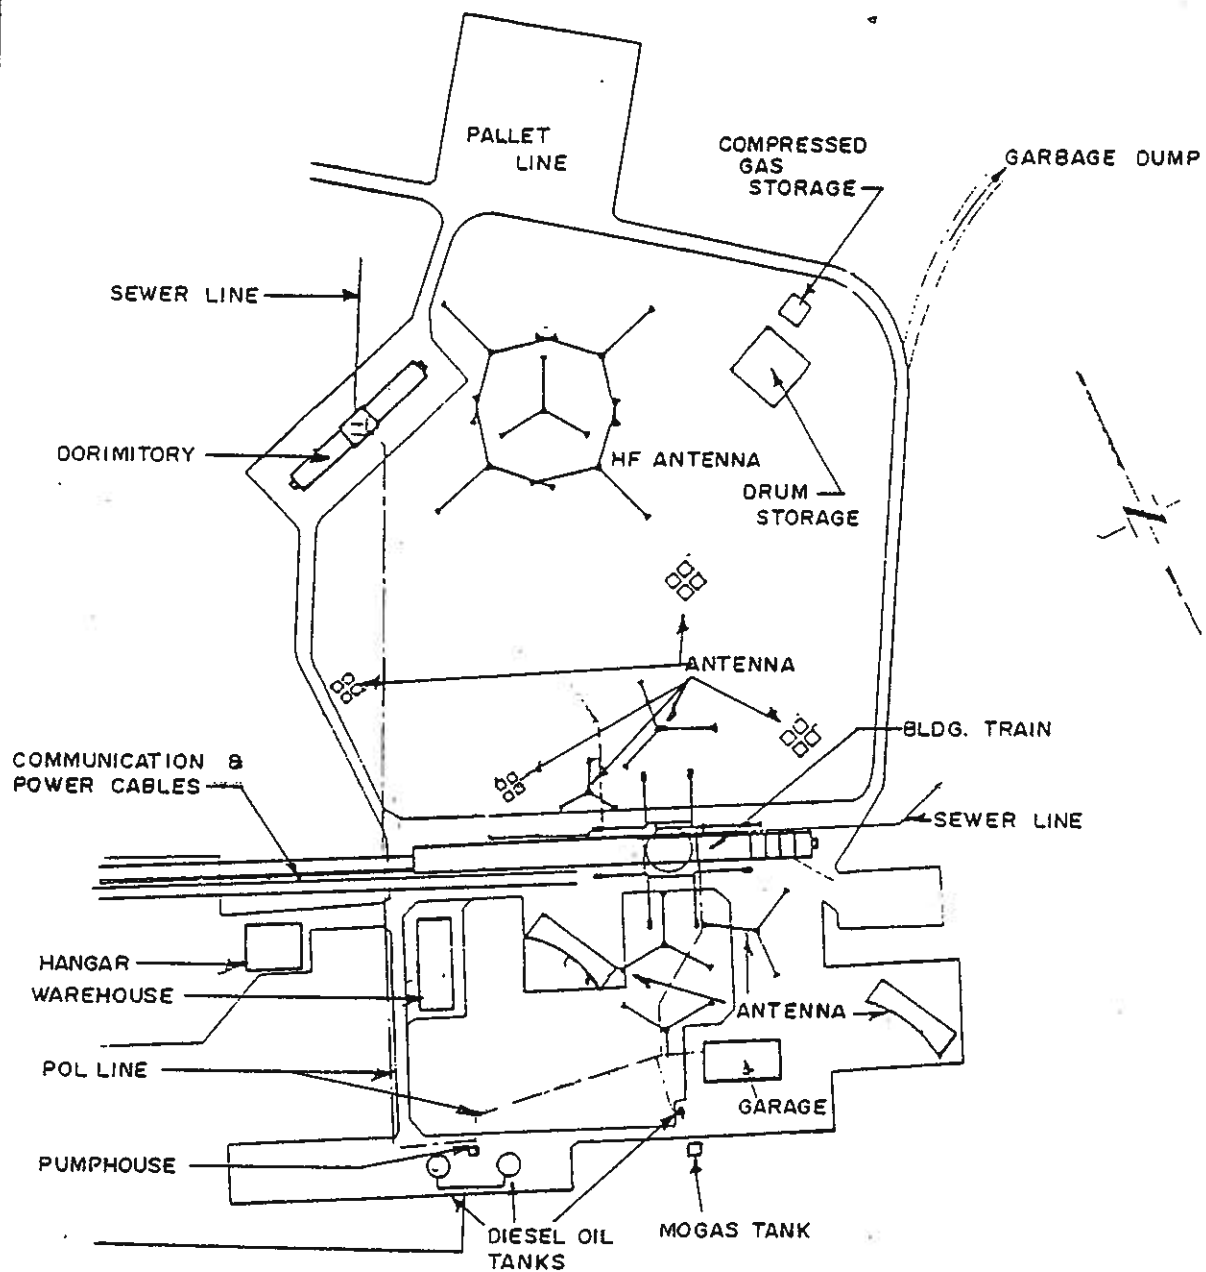 PALLET
LINE
COMPRESSED
GAS
STORAGE
GARBAGE DUMP
SEWER LINE
DORIMITORY
HF ANTENNA
DRUM
STORAGE
ANTENNA
BLDG. TRAIN
COMMUNICATION &
POWER CABLES
SEWER LINE
HANGAR
WAREHOUSE
ANTENNA
POL LINE
GARAGE
PUMPHOUSE
DIESEL OIL
TANKS
MOGAS TANK